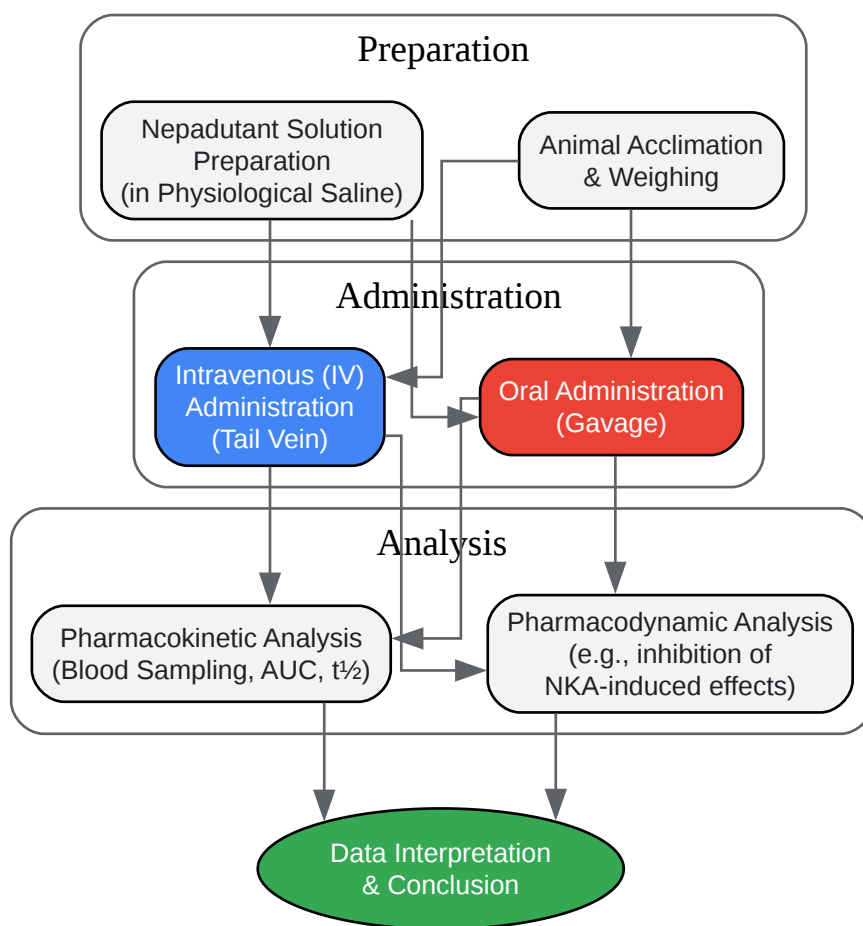 Preparation
Nepadutant Solution
Preparation
(in Physiological Saline)
Animal Acclimation
& Weighing
Administration
Intravenous (IV)
Administration
(Tail Vein)
Oral Administration
(Gavage)
Analysis
Pharmacokinetic Analysis
(Blood Sampling, AUC, t½)
Pharmacodynamic Analysis
(e.g., inhibition of
NKA-induced effects)
Data Interpretation
& Conclusion